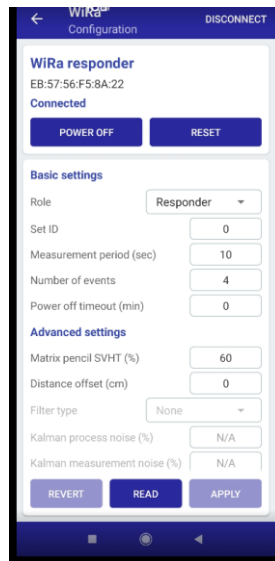 WiRa
Configuration
DISCONNECT
WiRa responder
EB:57:56:F5:8A:22
Connected
POWER OFF RESET
Basic settings
Role Responder
Set ID 0
Measurement period (sec) 10
Number of events 4
Power off timeout (min) 0
Advanced settings
Matrix pencil SVHT (%) 60
Distance offset (cm) 0
Filter type None
Kalman process noise (%) N/A
Kalman measurement noise (%) N/A
REVERT READ APPLY